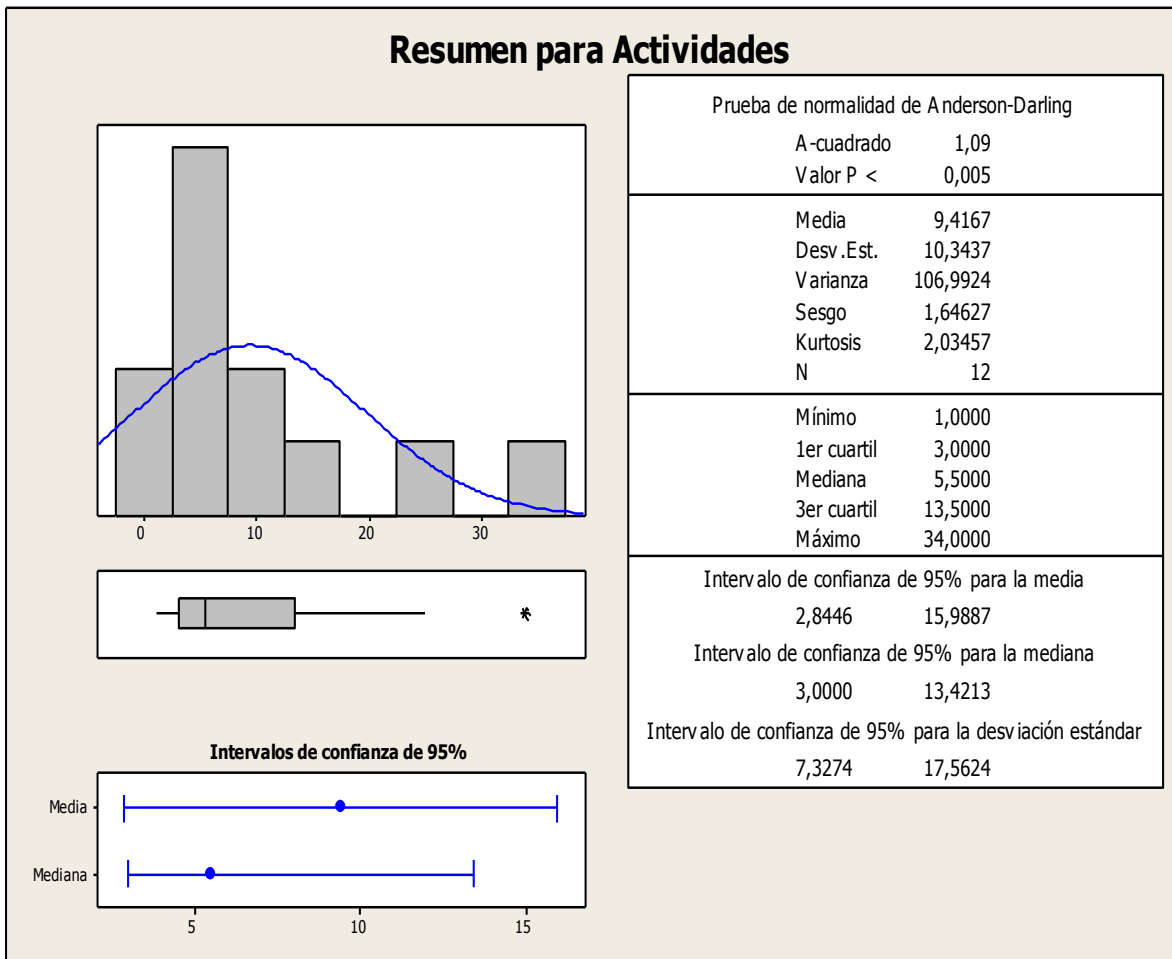 Resumen para Actividades
0 10 20 30
Intervalos de confianza de 95%
Media
Mediana
5 10 15
Prueba de normalidad de Anderson-Darling
A-cuadrado 1,09
Valor P < 0,005
Media 9,4167
Desv.Est. 10,3437
Varianza 106,9924
Sesgo 1,64627
Kurtosis 2,03457
N 12
Mínimo 1,0000
1er cuartil 3,0000
Mediana 5,5000
3er cuartil 13,5000
Máximo 34,0000
Intervalo de confianza de 95% para la media
2,8446 15,9887
Intervalo de confianza de 95% para la mediana
3,0000 13,4213
Intervalo de confianza de 95% para la desviación estándar
7,3274 17,5624